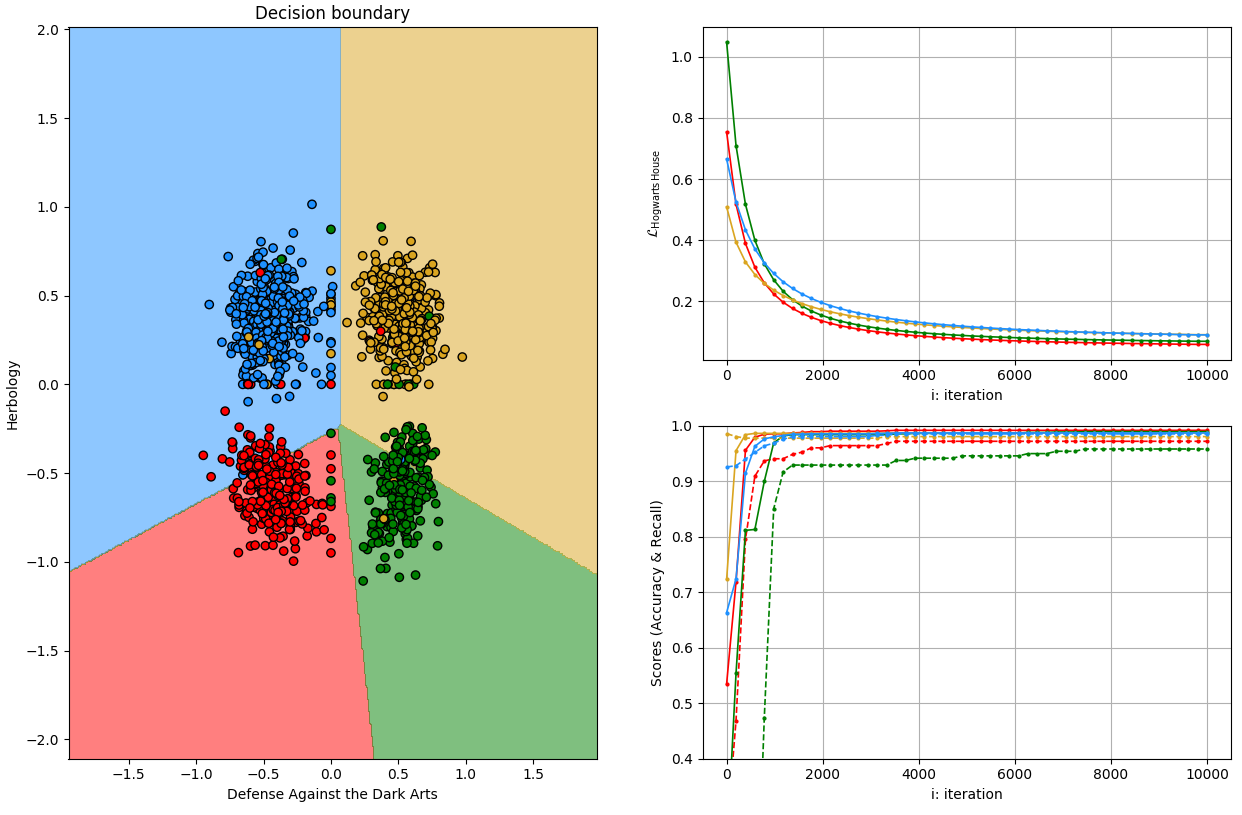 Decision boundary
2.0
1.5
1.0
0.5
0.0
−0.5
−1.0
−1.5
−2.0
Herbology
−1.5 −1.0 −0.5 0.0 0.5 1.0 1.5
Defense Against the Dark Arts
1.0
0.8
0.6
0.4
0.2
ℒHogwarts House
0 2000 4000 6000 8000 10000
i: iteration
1.0
0.9
0.8
0.7
0.6
0.5
0.4
Scores (Accuracy & Recall)
0 2000 4000 6000 8000 10000
i: iteration